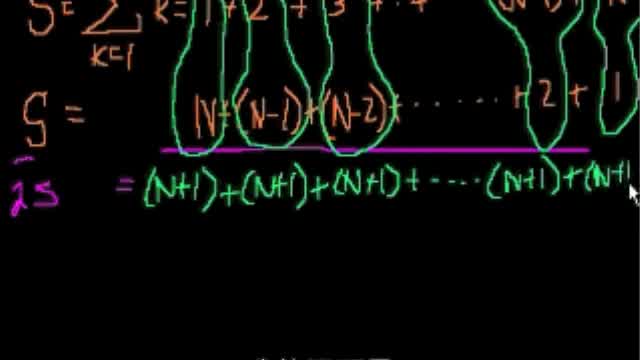 S = ∑ k = 1 + 2 + 3 + · ·
k=1
S = N + (N-1) + (N-2) + · · · · · · + 2 + 1
2S = (N+1) + (N+1) + (N+1) + · · · · (N+1) + (N+1